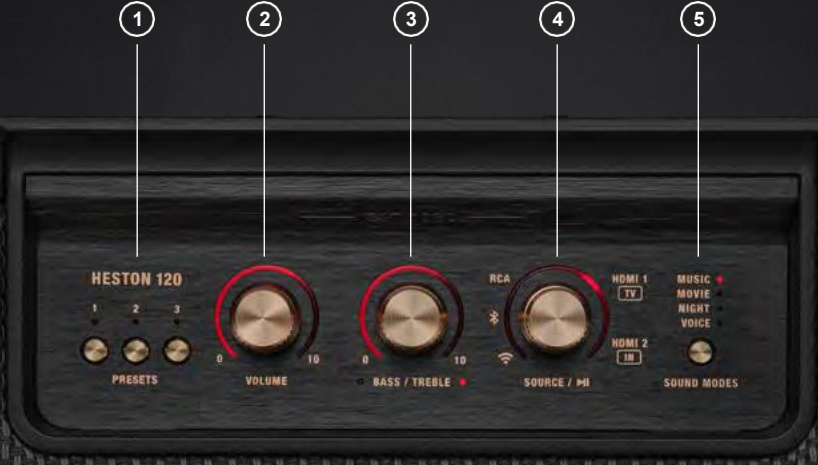 1 2 3 4 5
HESTON 120
1 2 3
PRESETS
0 10
VOLUME
0 10
BASS / TREBLE
RCA
HDMI 1
TV
HDMI 2
IN
SOURCE /
MUSIC
MOVIE
NIGHT
VOICE
SOUND MODES